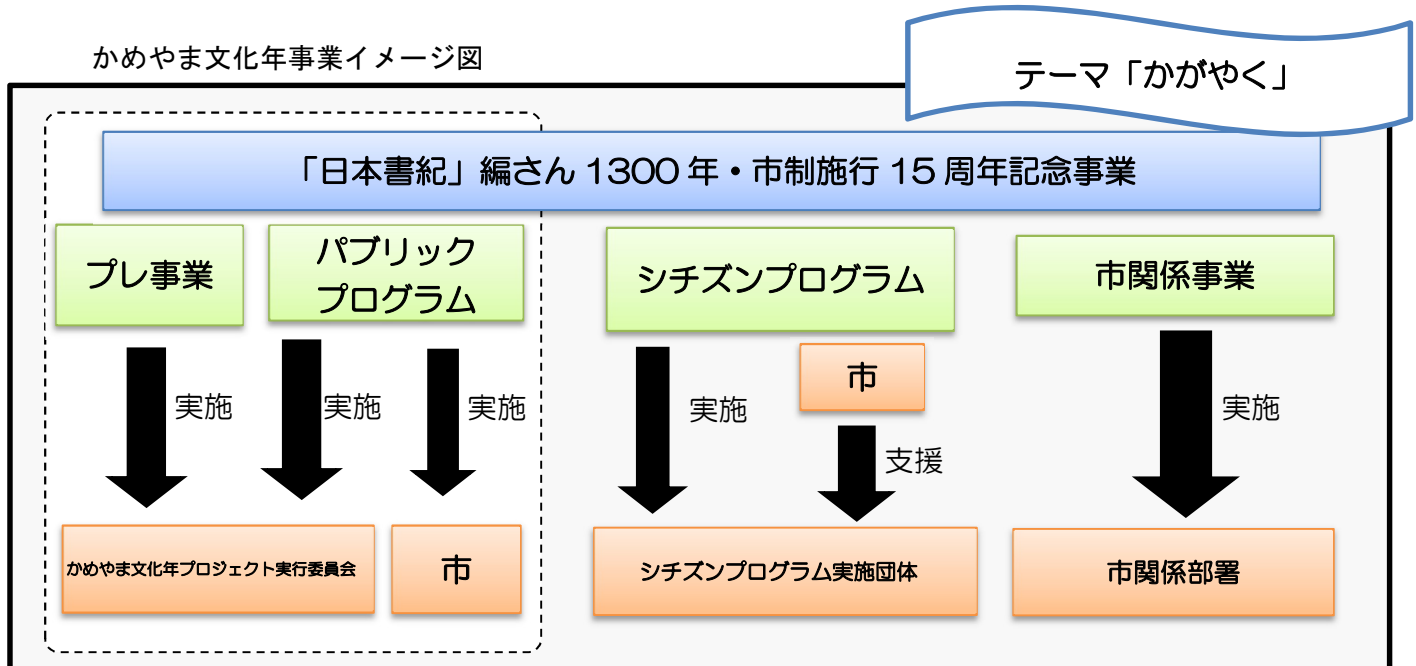 かめやま文化年事業イメージ図
テーマ「かがやく」
「日本書紀」編さん1300年・市制施行15周年記念事業
プレ事業
パブリック
プログラム
シチズンプログラム
市関係事業
市
実施
実施
実施
実施
支援
実施
かめやま文化年プロジェクト実行委員会
市
シチズンプログラム実施団体
市関係部署